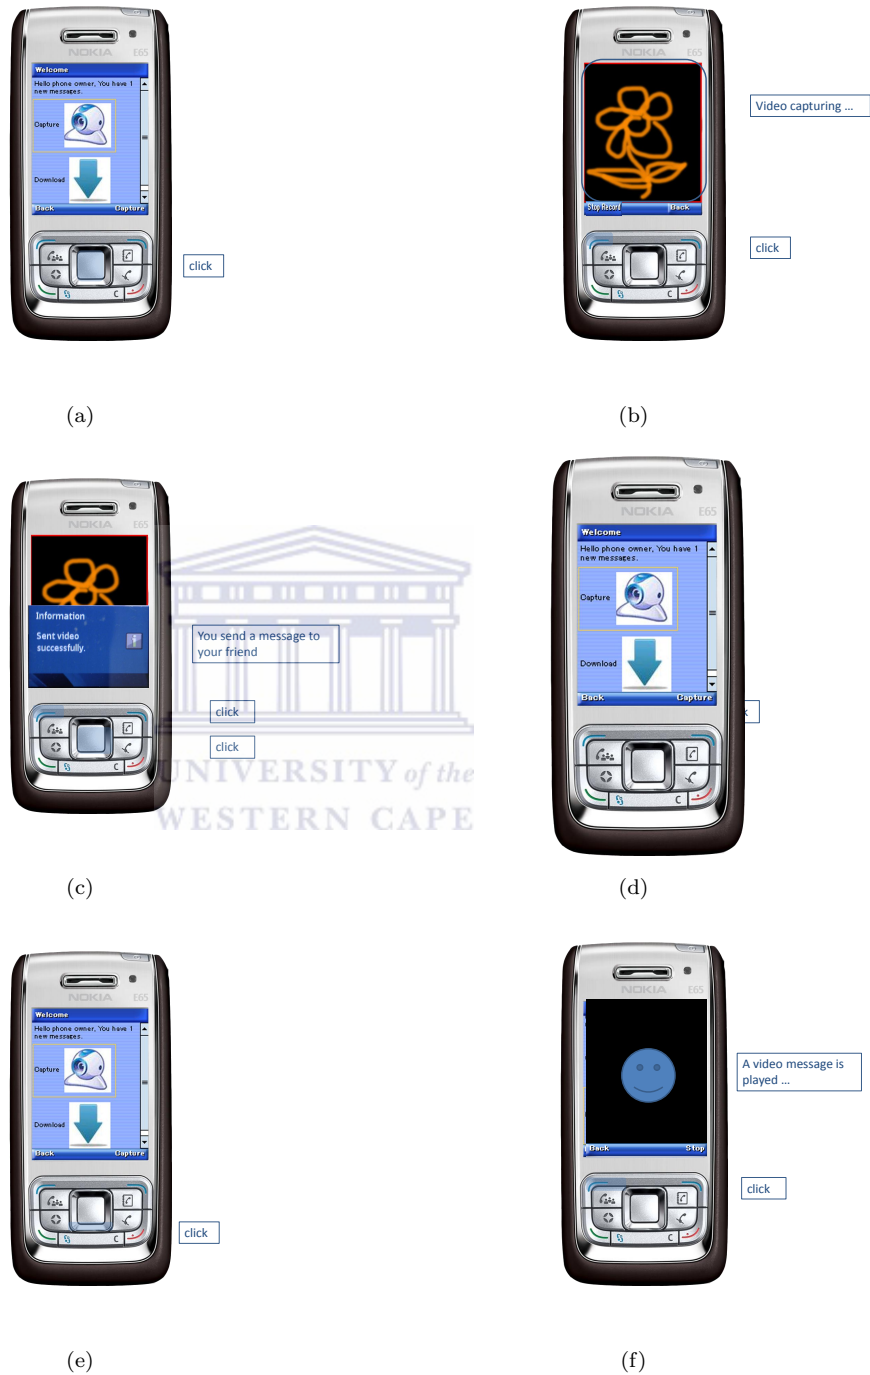 NOKIA E65
Welcome
Hello phone owner, You have 1
new messages.
Capture
Download
Back Capture
C
click
(a)
NOKIA E65
Stop Record Back
C
Video capturing ...
click
(b)
NOKIA E65
Information
Sent video
successfully.
C
You send a message to
your friend
click
click
(c)
NOKIA E65
Welcome
Hello phone owner, You have 1
new messages.
Capture
Download
Back Capture
C
k
(d)
UNIVERSITY of the
WESTERN CAPE
NOKIA E65
Welcome
Hello phone owner, You have 1
new messages.
Capture
Download
Back Capture
C
click
(e)
NOKIA E65
Back Stop
C
A video message is
played ...
click
(f)